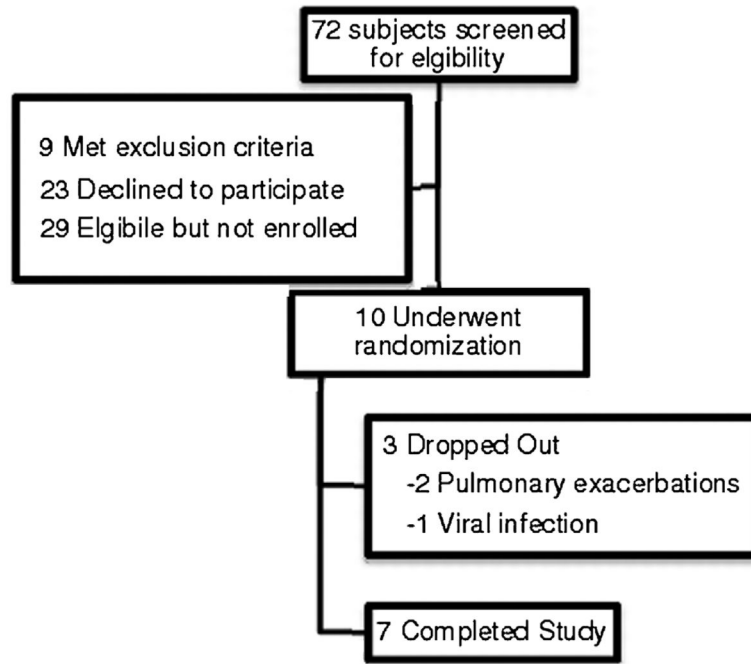 72 subjects screened
for elgibility
9 Met exclusion criteria
23 Declined to participate
29 Elgibile but not enrolled
10 Underwent
randomization
3 Dropped Out
-2 Pulmonary exacerbations
-1 Viral infection
7 Completed Study